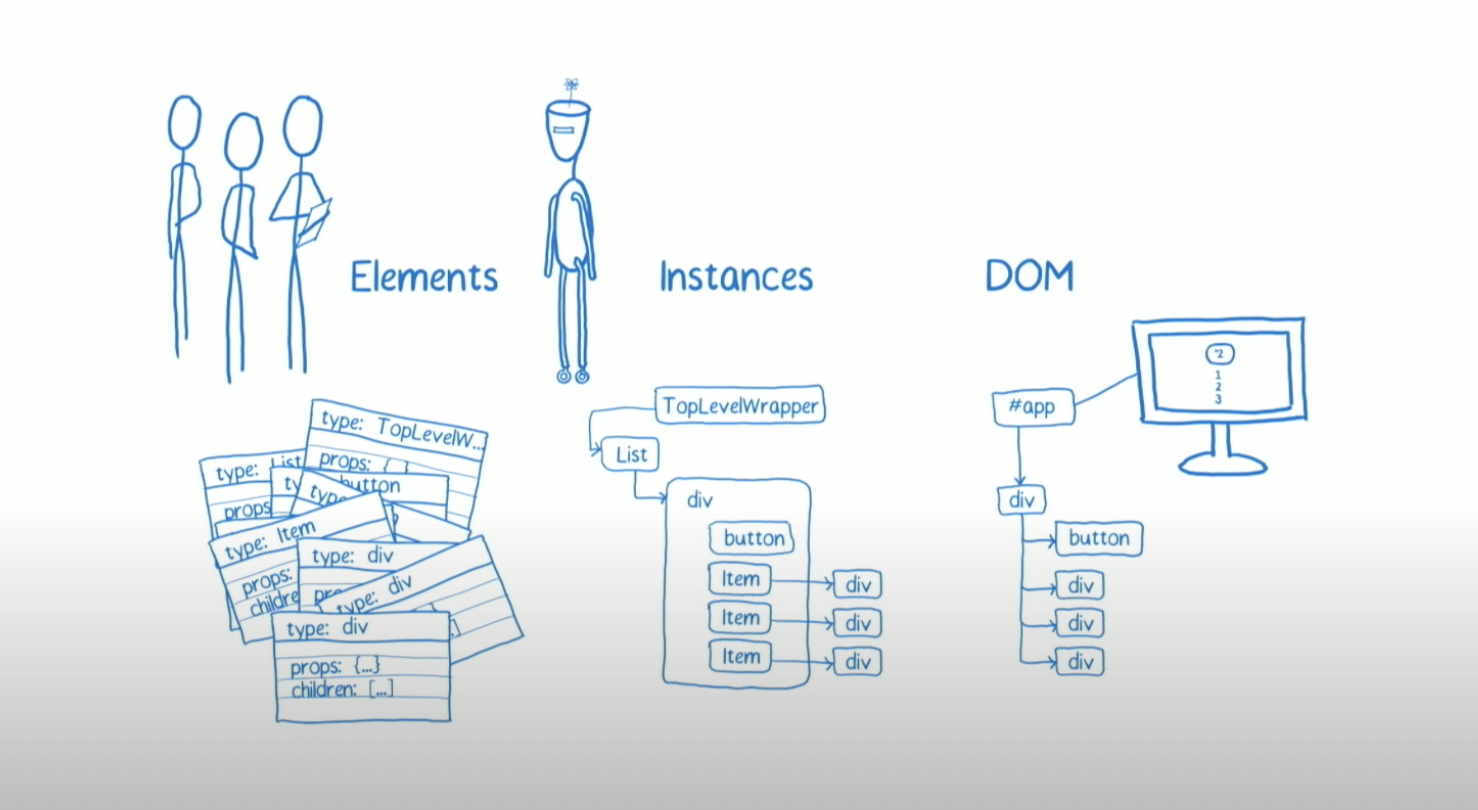 Elements
Instances
DOM
type: TopLevelW...
props: { }
type: List
props
button
type: Item
props:
childre
type: div
type: div
type: div
props: {...}
children: [...]
TopLevelWrapper
List
div
button
Item
div
Item
div
Item
div
^2
1
2
3
#app
div
button
div
div
div